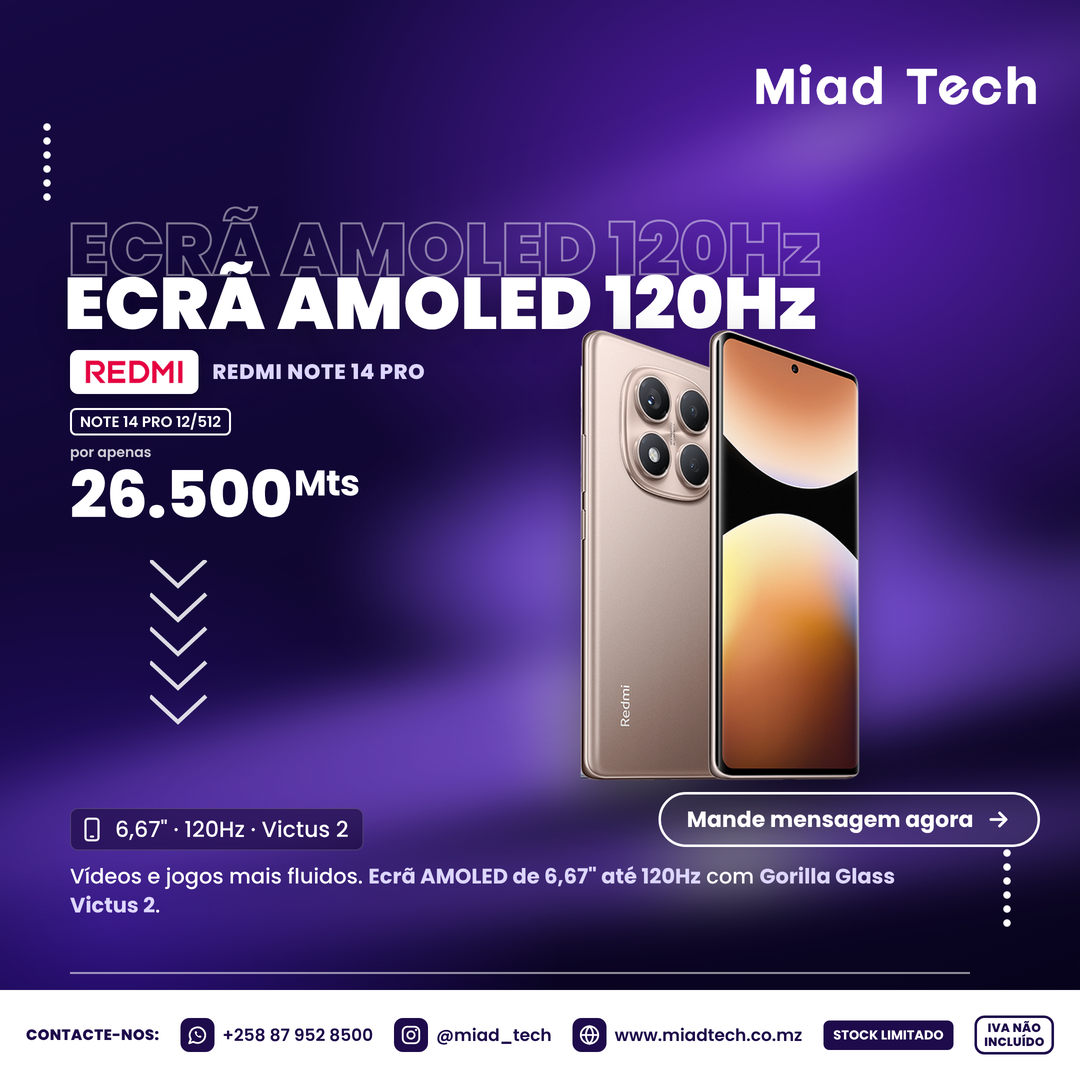 Miad Tech
ECRÃ AMOLED 120Hz
ECRÃ AMOLED 120Hz
REDMI REDMI NOTE 14 PRO
NOTE 14 PRO 12/512
por apenas
26.500Mts
Redmi
6,67" · 120Hz · Victus 2
Mande mensagem agora →
Vídeos e jogos mais fluidos. Ecrã AMOLED de 6,67" até 120Hz com Gorilla Glass
Victus 2.
CONTACTE-NOS: +258 87 952 8500 @miad_tech www.miadtech.co.mz STOCK LIMITADO IVA NÃO
INCLUÍDO